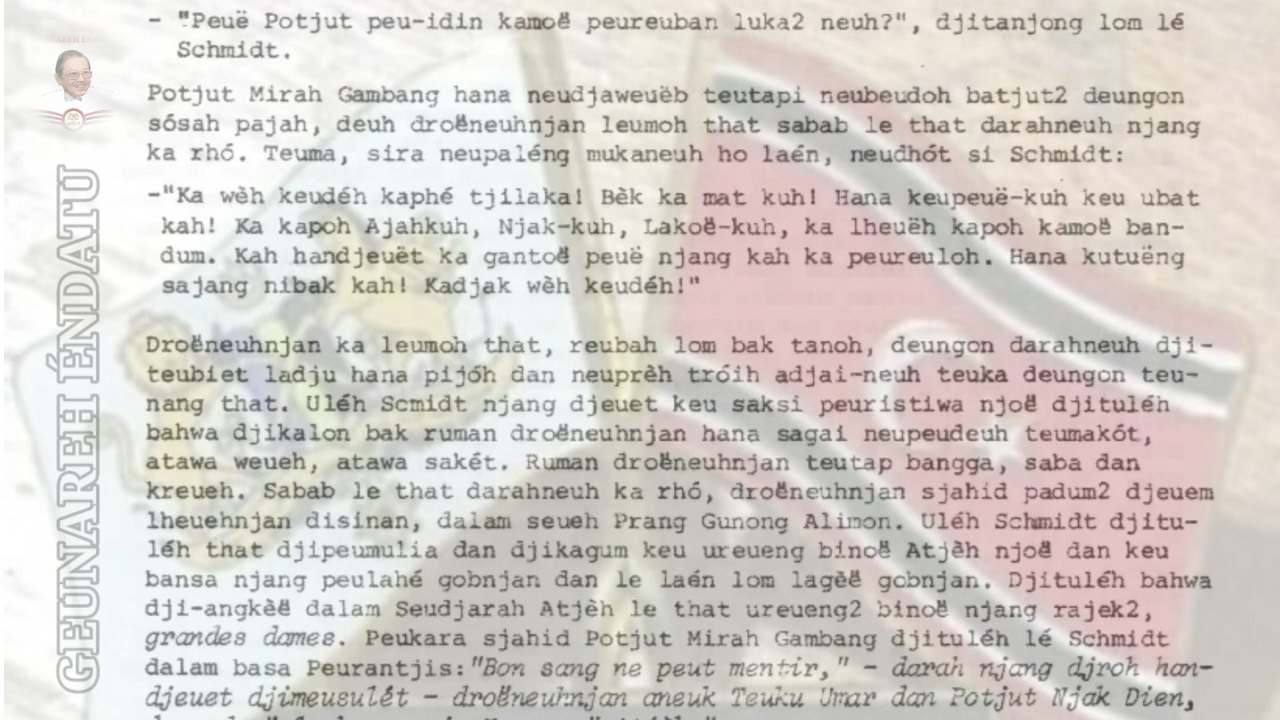 - "Peuë Potjut peu-idin kamoë peureuban luka2 neuh?", djitanjong lom lé
Schmidt.
Potjut Mirah Gambang hana neudjaweuëb teutapi neubeudoh batjut2 deungon
sósah pajah, deuh droëneuhnjan leumoh that sabab le that darahneuh njang
ka rhó. Teuma, sira neupaléng mukaneuh ho laén, neudhót si Schmidt:
-"Ka wèh keudéh kaphé tjilaka! Bèk ka mat kuh! Hana keupeuë-kuh keu ubat
kah! Ka kapoh Ajahkuh, Njak-kuh, Lakoë-kuh, ka lheuëh kapoh kamoë ban-
dum. Kah handjeuët ka gantoë peuë njang kah ka peureuloh. Hana kutuëng
sajang nibak kah! Kadjak wèh keudéh!"
Droëneuhnjan ka leumoh that, reubah lom bak tanoh, deungon darahneuh dji-
teubiet ladju hana pijóh dan neuprèh tróih adjai-neuh teuka deungon teu-
nang that. Uléh Scmidt njang djeuet keu saksi peuristiwa njoë djituléh
bahwa djikalon bak ruman droëneuhnjan hana sagai neupeudeuh teumakót,
atawa weueh, atawa sakét. Ruman droëneuhnjan teutap bangga, saba dan
kreueh. Sabab le that darahneuh ka rhó, droëneuhnjan sjahid padum2 djeuem
lheuehnjan disinan, dalam seueh Prang Gunong Alimon. Uléh Schmidt djitu-
léh that djipeumulia dan djikagum keu ureueng binoë Atjèh njoë dan keu
bansa njang peulahé gobnjan dan le laén lom lagèë gobnjan. Djituléh bahwa
dji-angkèë dalam Seudjarah Atjèh le that ureueng2 binoë njang rajek2,
grandes dames. Peukara sjahid Potjut Mirah Gambang djituléh lé Schmidt
dalam basa Peurantjis:"Bon sang ne peut mentir," - darah njang djroh han-
djeuet djimeusulét - droëneuhnjan aneuk Teuku Umar dan Potjut Njak Dien,
GEUNAREH ÉNDATU